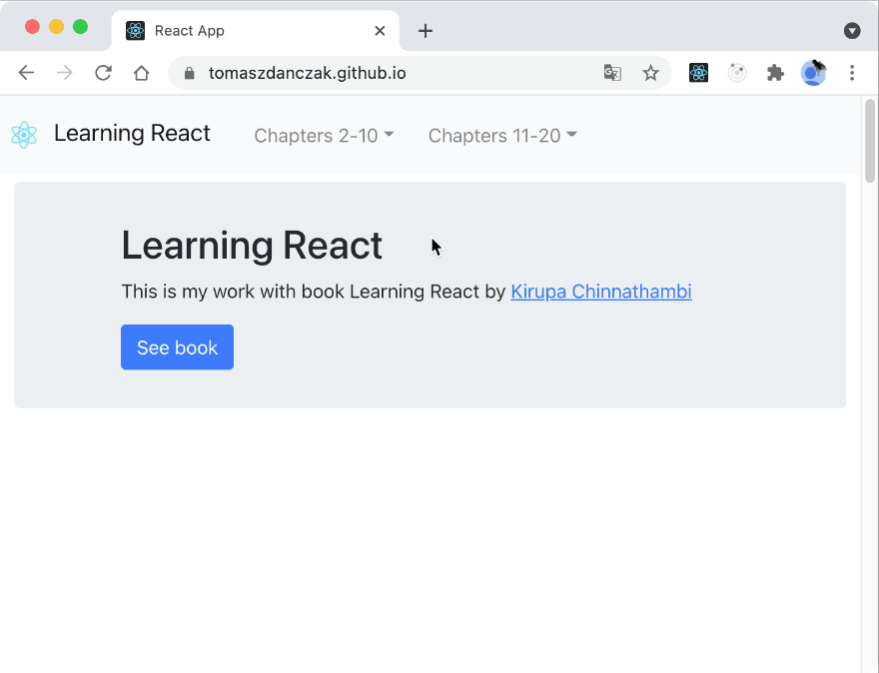 React App
tomaszdanczak.github.io
Learning React Chapters 2-10 Chapters 11-20
Learning React
This is my work with book Learning React by Kirupa Chinnathambi
See book